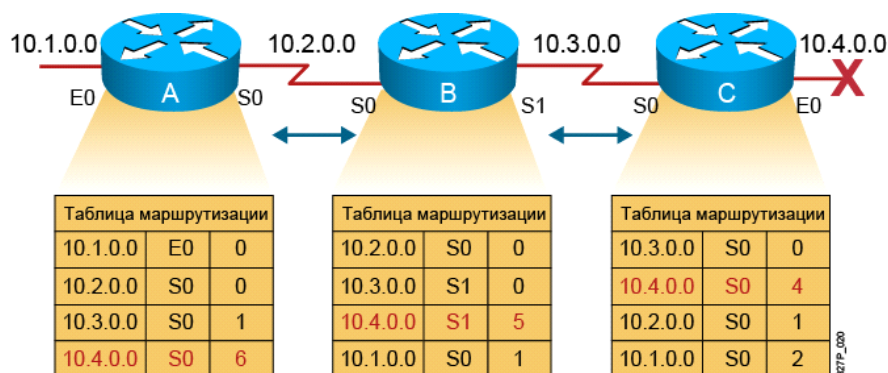 10.1.0.0 10.2.0.0 10.3.0.0 10.4.0.0
A B C
E0 S0 S0 S1 S0 E0
X
Таблица маршрутизации
10.1.0.0 E0 0
10.2.0.0 S0 0
10.3.0.0 S0 1
10.4.0.0 S0 6
Таблица маршрутизации
10.2.0.0 S0 0
10.3.0.0 S1 0
10.4.0.0 S1 5
10.1.0.0 S0 1
Таблица маршрутизации
10.3.0.0 S0 0
10.4.0.0 S0 4
10.2.0.0 S0 1
10.1.0.0 S0 2